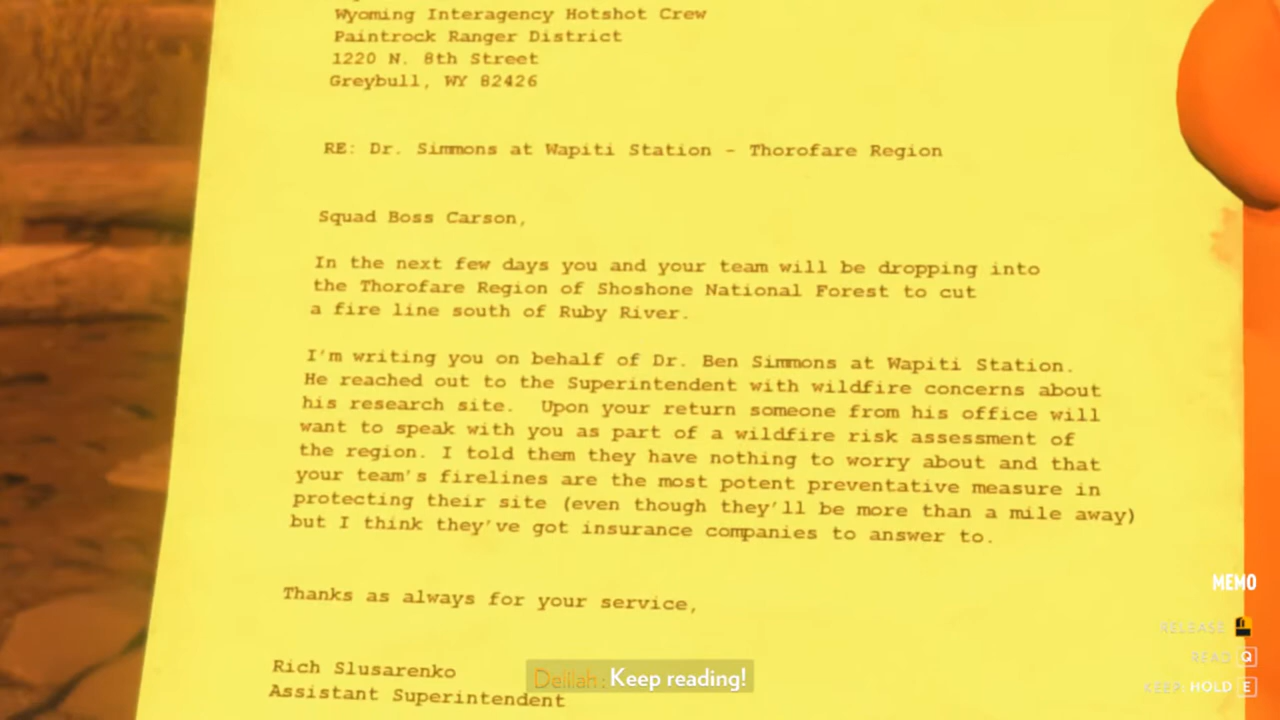 Wyoming Interagency Hotshot Crew
Paintrock Ranger District
1220 N. 8th Street
Greybull, WY 82426
RE: Dr. Simmons at Wapiti Station - Thorofare Region
Squad Boss Carson,
In the next few days you and your team will be dropping into
the Thorofare Region of Shoshone National Forest to cut
a fire line south of Ruby River.
I'm writing you on behalf of Dr. Ben Simmons at Wapiti Station.
He reached out to the Superintendent with wildfire concerns about
his research site.  Upon your return someone from his office will
want to speak with you as part of a wildfire risk assessment of
the region. I told them they have nothing to worry about and that
your team's firelines are the most potent preventative measure in
protecting their site (even though they'll be more than a mile away)
but I think they've got insurance companies to answer to.
Thanks as always for your service,
Rich Slusarenko
Assistant Superintendent
Delilah: Keep reading!
MEMO
RELEASE
READ Q
KEEP: HOLD E